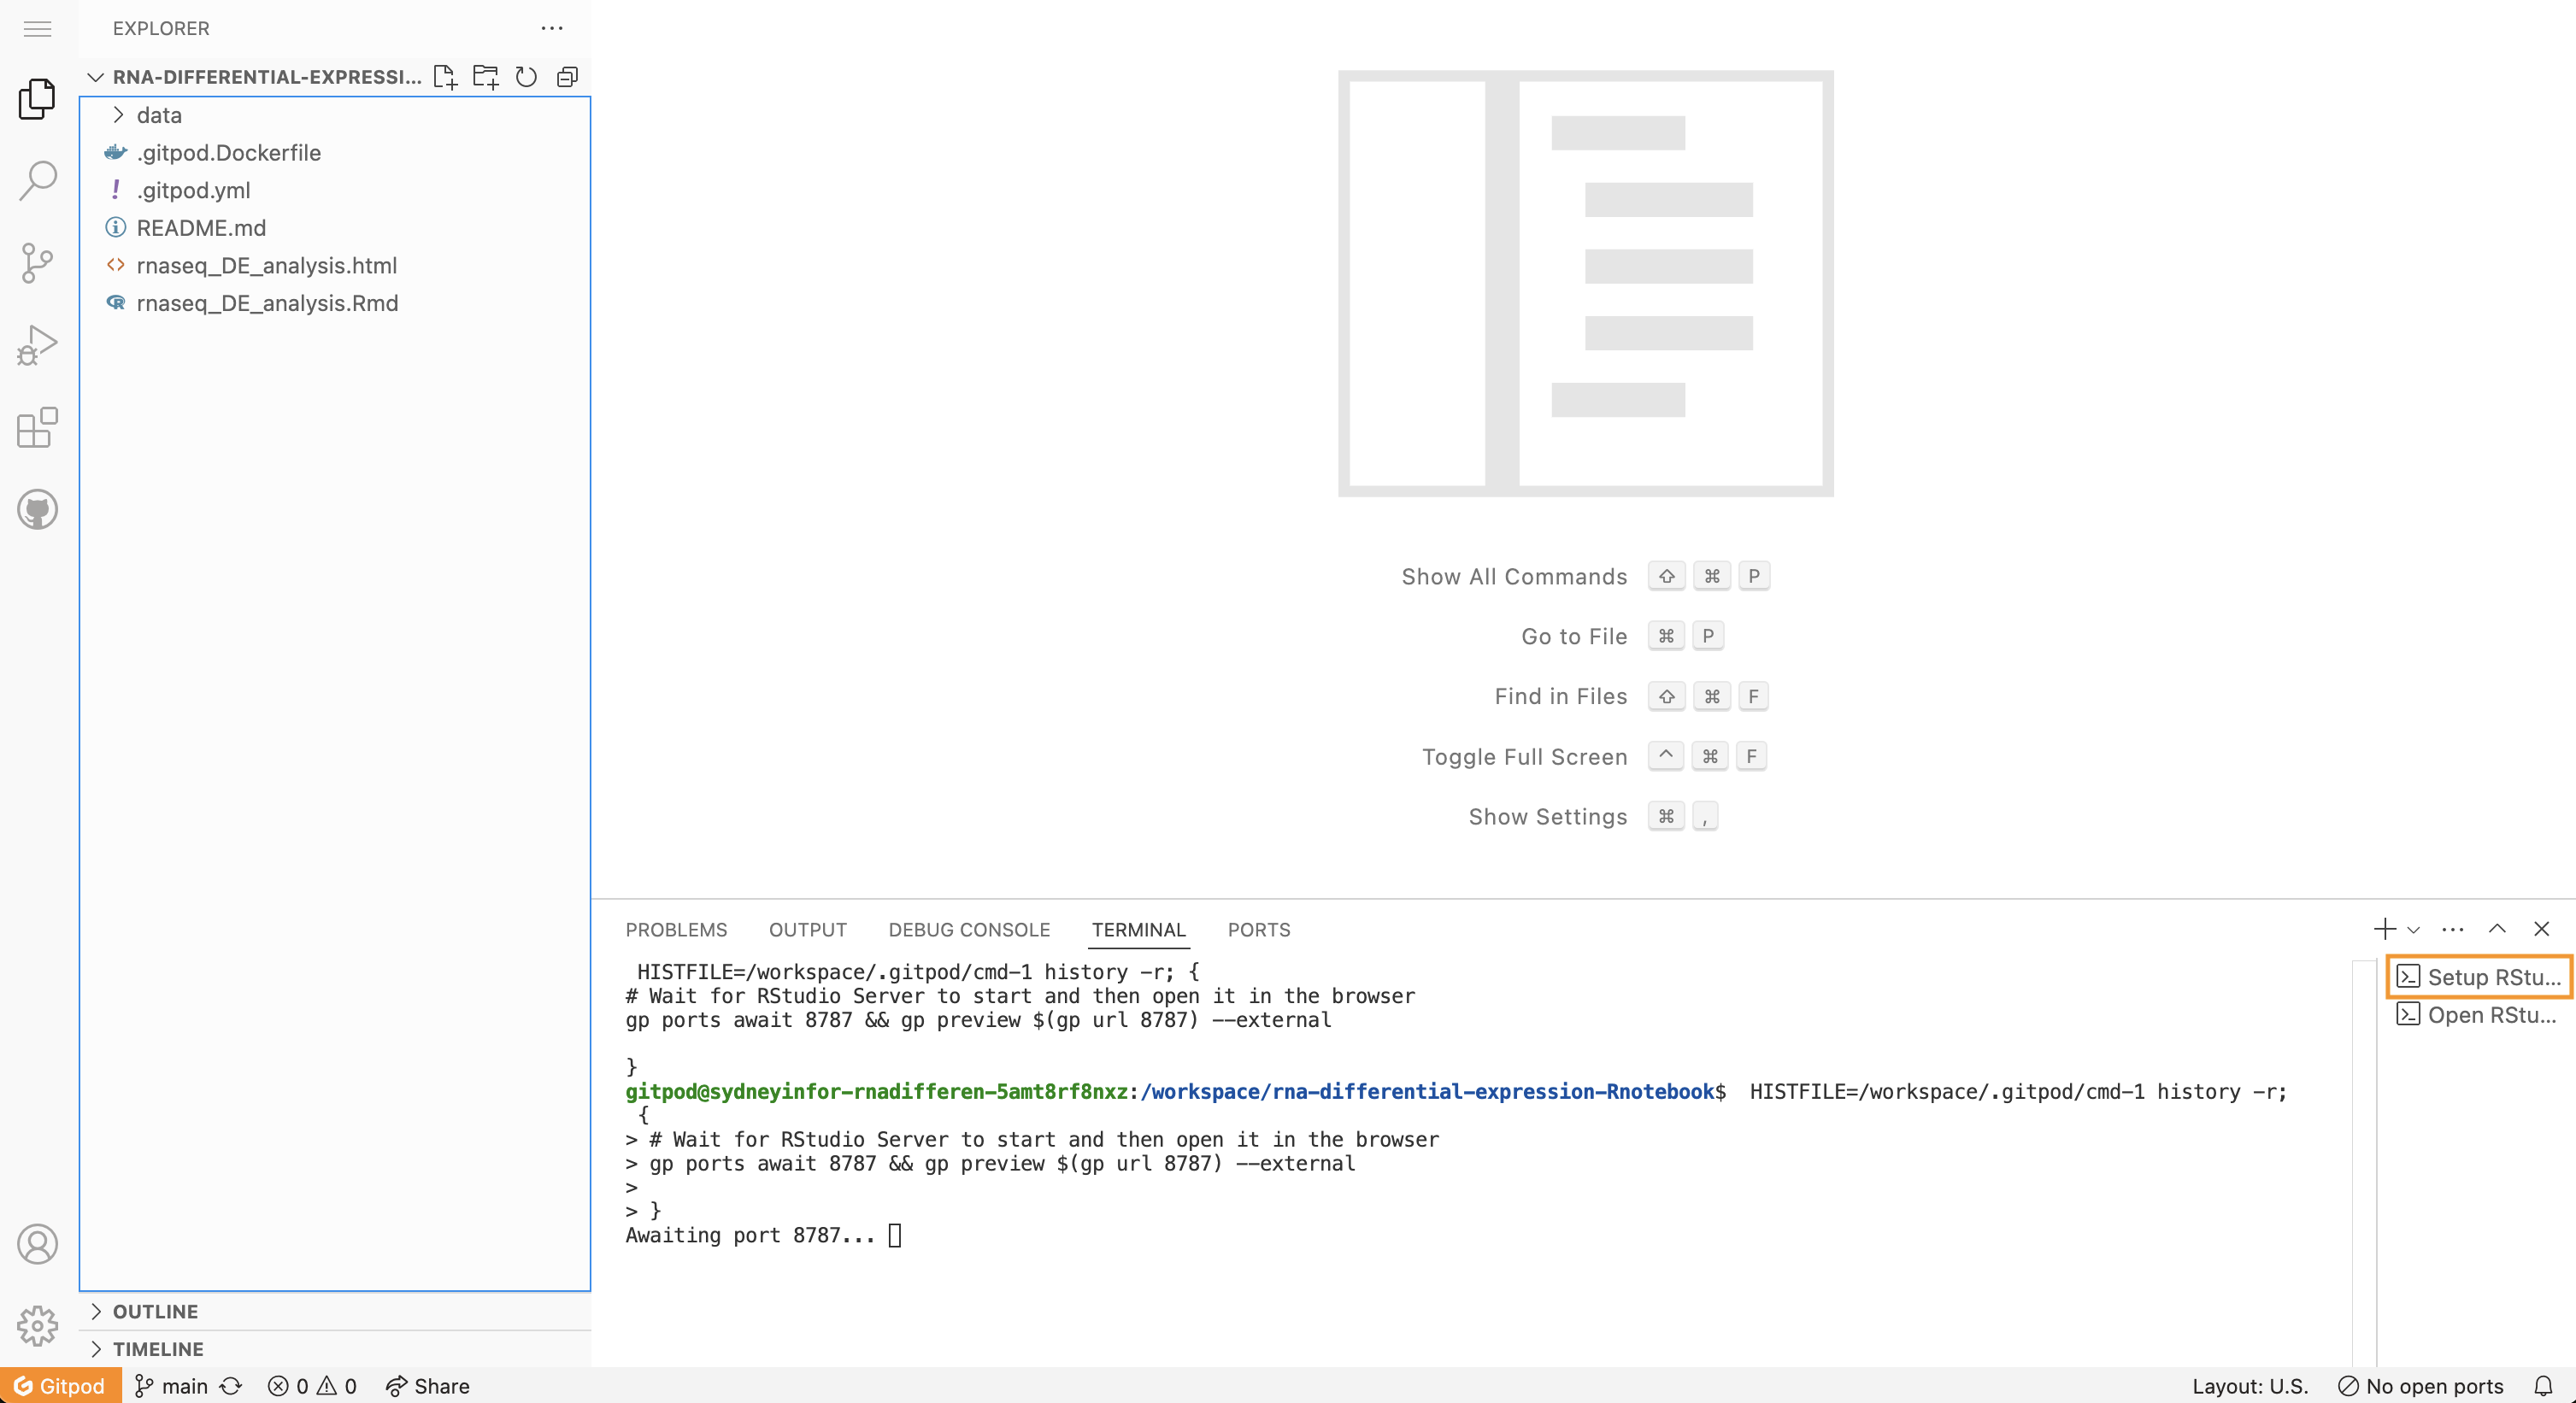 EXPLORER
RNA-DIFFERENTIAL-EXPRESSI...
data
.gitpod.Dockerfile
.gitpod.yml
README.md
rnaseq_DE_analysis.html
rnaseq_DE_analysis.Rmd
OUTLINE
TIMELINE
Show All Commands ⇧ ⌘ P
Go to File ⌘ P
Find in Files ⇧ ⌘ F
Toggle Full Screen ^ ⌘ F
Show Settings ⌘ ,
PROBLEMS OUTPUT DEBUG CONSOLE TERMINAL PORTS
HISTFILE=/workspace/.gitpod/cmd-1 history -r; {
# Wait for RStudio Server to start and then open it in the browser
gp ports await 8787 && gp preview $(gp url 8787) --external
}
gitpod@sydneyinfor-rnadifferen-5amt8rf8nxz:/workspace/rna-differential-expression-Rnotebook$  HISTFILE=/workspace/.gitpod/cmd-1 history -r;
{
> # Wait for RStudio Server to start and then open it in the browser
> gp ports await 8787 && gp preview $(gp url 8787) --external
>
> }
Awaiting port 8787...
Setup RStu...
Open RStu...
Gitpod main 0 0 Share Layout: U.S. No open ports